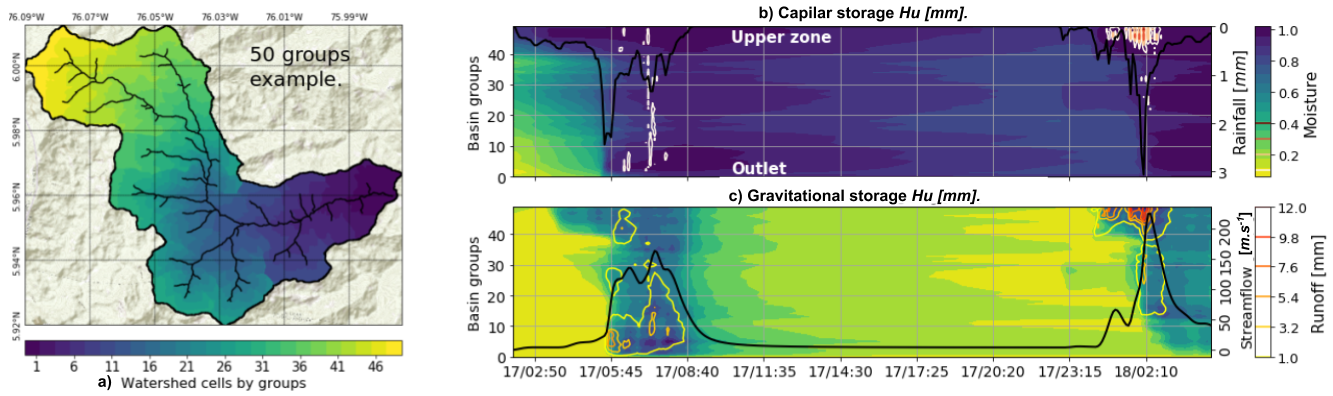 76.09°W 76.07°W 76.05°W 76.03°W 76.01°W 75.99°W
6.00°N
5.98°N
5.96°N
5.94°N
5.92°N
50 groups
example.
1 6 11 16 21 26 31 36 41 46
a) Watershed cells by groups
b) Capilar storage Hu [mm].
Basin groups
40
30
20
10
0
Upper zone
Outlet
0
1
2
3
Rainfall [mm]
1.0
0.8
0.6
0.4
0.2
Moisture
c) Gravitational storage Hu [mm].
Basin groups
40
30
20
10
0
200
150
100
50
0
Streamflow [m.s-1]
12.0
9.8
7.6
5.4
3.2
1.0
Runoff [mm]
17/02:50 17/05:45 17/08:40 17/11:35 17/14:30 17/17:25 17/20:20 17/23:15 18/02:10